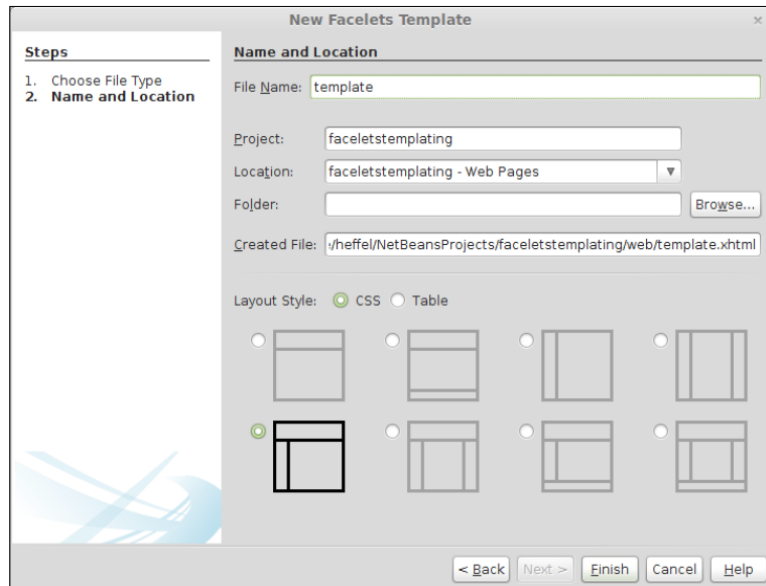 New Facelets Template
Steps
1. Choose File Type
2. Name and Location
Name and Location
File Name: template
Project: faceletstemplating
Location: faceletstemplating - Web Pages
Folder:
Browse...
Created File: :/heffel/NetBeansProjects/faceletstemplating/web/template.xhtml
Layout Style: CSS Table
< Back Next > Finish Cancel Help